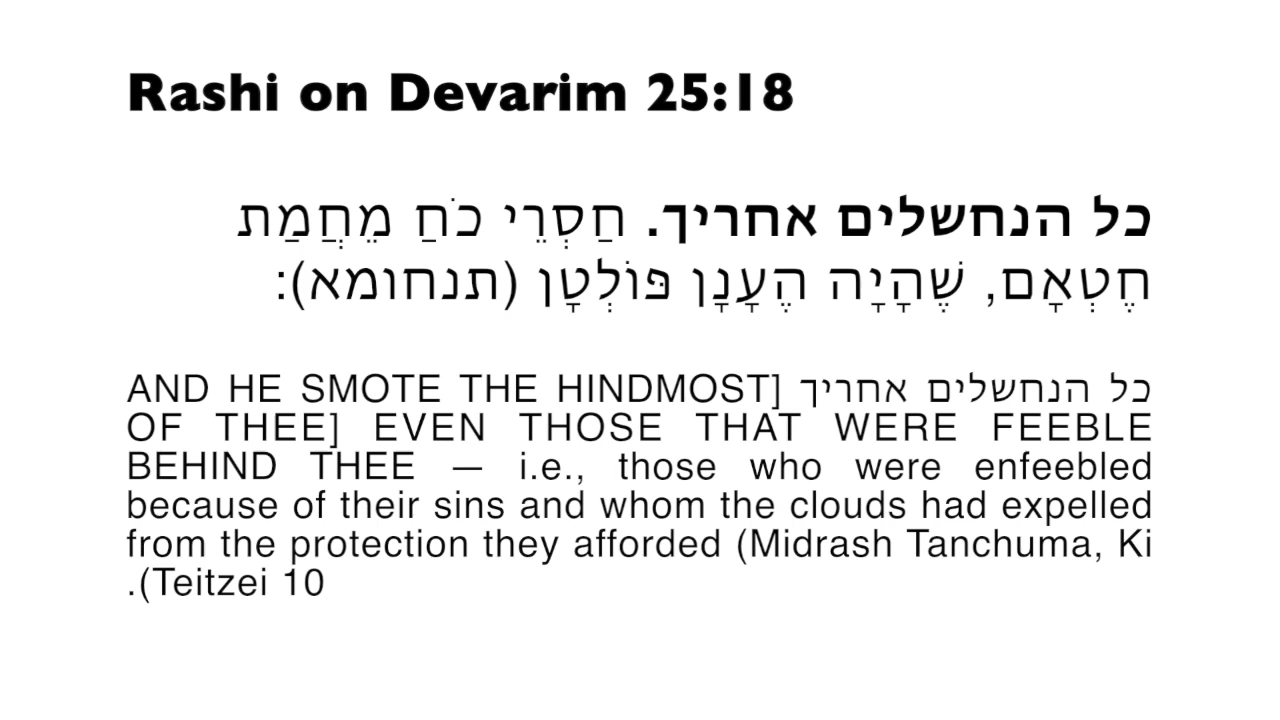 Rashi on Devarim 25:18
כל הנחשלים אחריך. חַסְרֵי כֹּחַ מֵחֲמַת
חֶטְאָם, שֶׁהָיָה הֶעָנָן פּוֹלְטָן (תנחומא):
AND HE SMOTE THE HINDMOST] כל הנחשלים אחריך
OF THEE] EVEN THOSE THAT WERE FEEBLE
BEHIND THEE — i.e., those who were enfeebled
because of their sins and whom the clouds had expelled
from the protection they afforded (Midrash Tanchuma, Ki
.(Teitzei 10